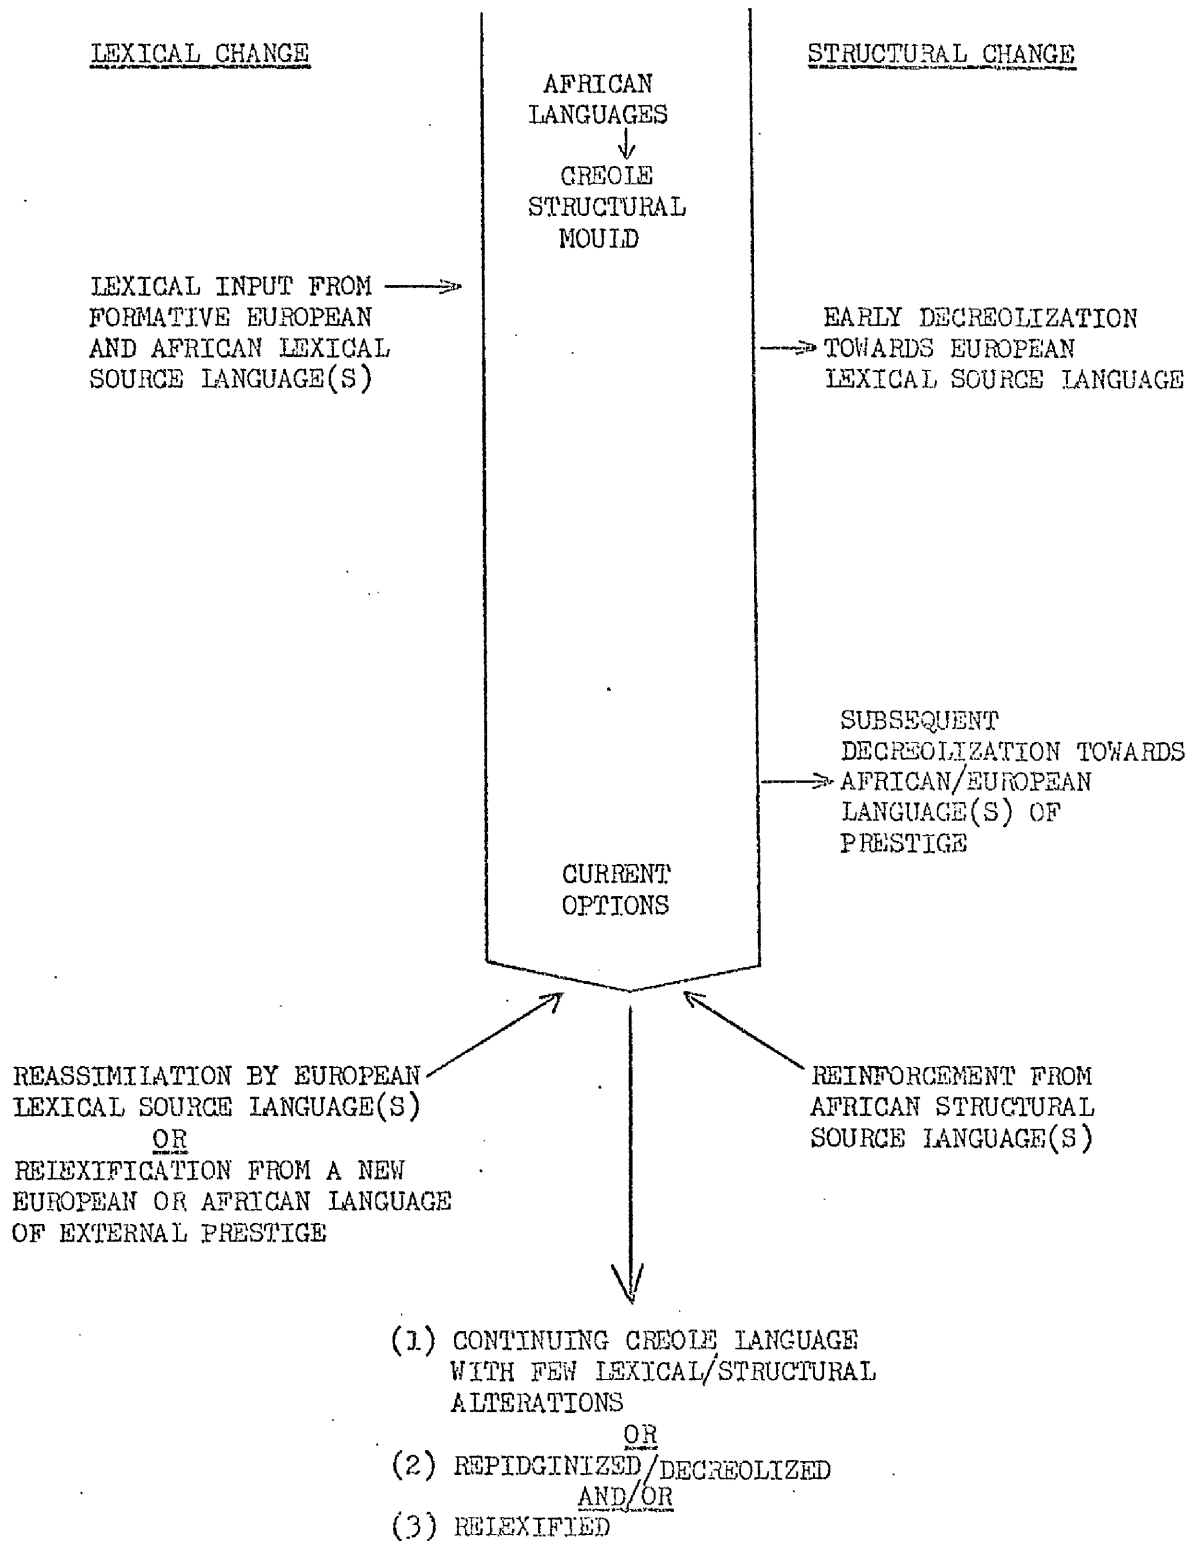 LEXICAL CHANGE
STRUCTURAL CHANGE
AFRICAN
LANGUAGES
CREOLE
STRUCTURAL
MOULD
LEXICAL INPUT FROM
FORMATIVE EUROPEAN
AND AFRICAN LEXICAL
SOURCE LANGUAGE(S)
EARLY DECREOLIZATION
TOWARDS EUROPEAN
LEXICAL SOURCE LANGUAGE
SUBSEQUENT
DECREOLIZATION TOWARDS
AFRICAN/EUROPEAN
LANGUAGE(S) OF
PRESTIGE
CURRENT
OPTIONS
REASSIMILATION BY EUROPEAN
LEXICAL SOURCE LANGUAGE(S)
OR
RELEXIFICATION FROM A NEW
EUROPEAN OR AFRICAN LANGUAGE
OF EXTERNAL PRESTIGE
REINFORCEMENT FROM
AFRICAN STRUCTURAL
SOURCE LANGUAGE(S)
(1) CONTINUING CREOLE LANGUAGE
WITH FEW LEXICAL/STRUCTURAL
ALTERATIONS
OR
(2) REPIDGINIZED/DECREOLIZED
AND/OR
(3) RELEXIFIED